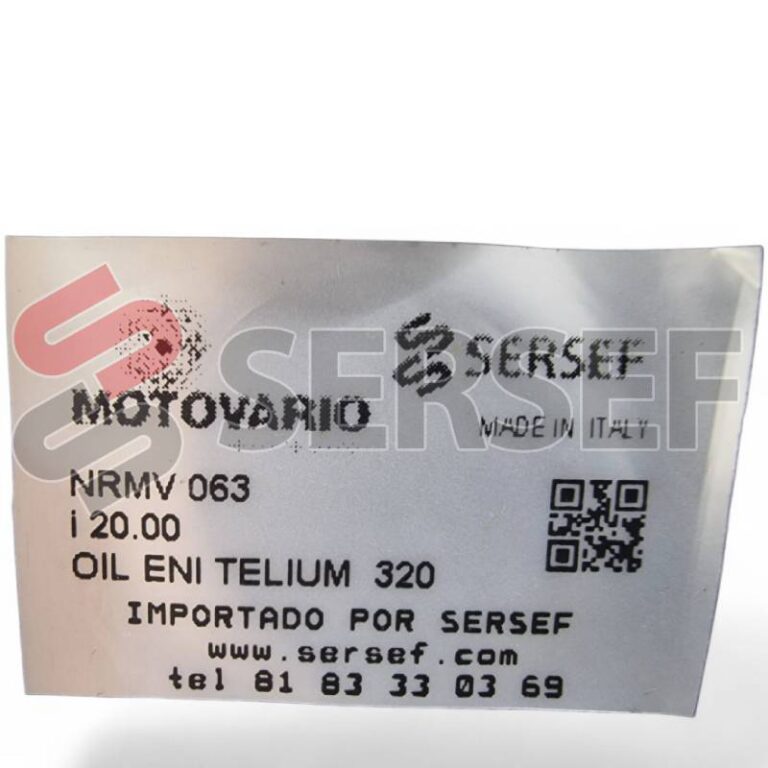 SERSEF
SERSEF
MOTOVARIO
MADE IN ITALY
NRMV 063
i 20.00
OIL ENI TELIUM 320
IMPORTADO POR SERSEF
www.sersef.com
tel 81 83 33 03 69